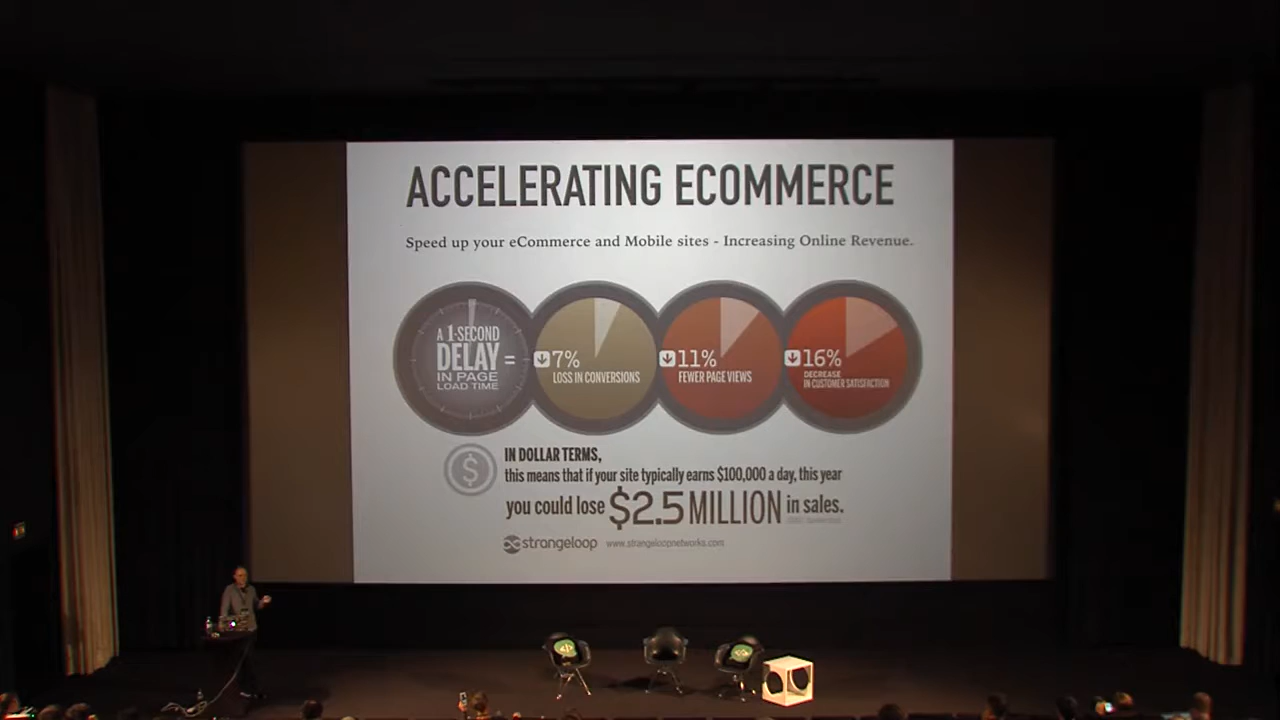 ACCELERATING ECOMMERCE
Speed up your eCommerce and Mobile sites - Increasing Online Revenue.
A 1-SECOND
DELAY =
IN PAGE
LOAD TIME
7%
LOSS IN CONVERSIONS
11%
FEWER PAGE VIEWS
16%
DECREASE
IN CUSTOMER SATISFACTION
$
IN DOLLAR TERMS,
this means that if your site typically earns $100,000 a day, this year
you could lose $2.5 MILLION in sales.
strangeloop www.strangeloopnetworks.com